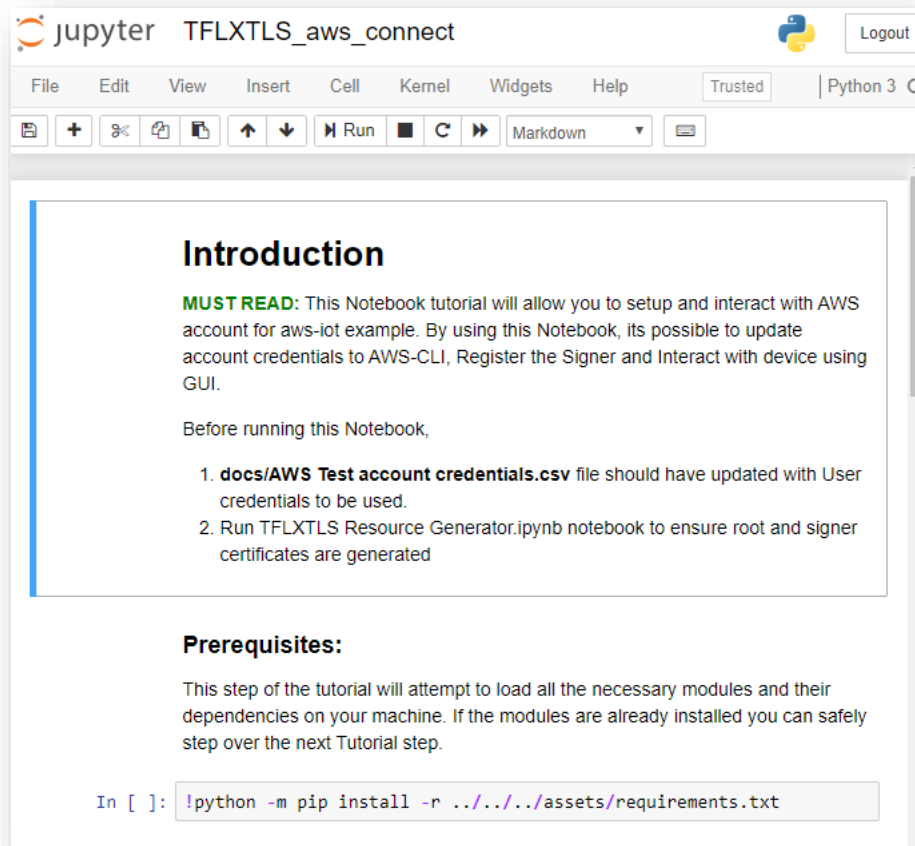 jupyter TFLXTLS_aws_connect Logout
File Edit View Insert Cell Kernel Widgets Help Trusted Python 3
Run Markdown
Introduction
MUST READ: This Notebook tutorial will allow you to setup and interact with AWS
account for aws-iot example. By using this Notebook, its possible to update
account credentials to AWS-CLI, Register the Signer and Interact with device using
GUI.
Before running this Notebook,
1. docs/AWS Test account credentials.csv file should have updated with User
credentials to be used.
2. Run TFLXTLS Resource Generator.ipynb notebook to ensure root and signer
certificates are generated
Prerequisites:
This step of the tutorial will attempt to load all the necessary modules and their
dependencies on your machine. If the modules are already installed you can safely
step over the next Tutorial step.
In [ ]: !python -m pip install -r ../../../assets/requirements.txt